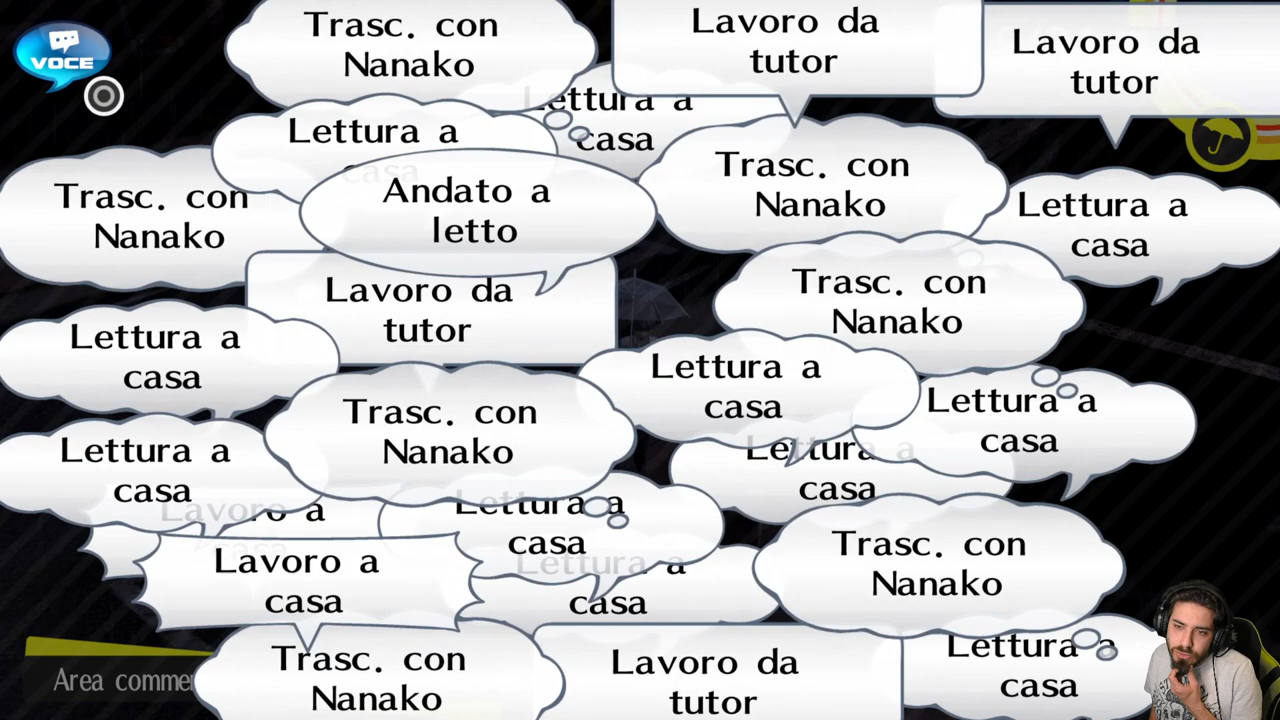 VOCE
Trasc. con
Nanako
Lavoro da
tutor
Lavoro da
tutor
Lettura a
casa
Lettura a
casa
Trasc. con
Nanako
Andato a
letto
Trasc. con
Nanako
Lettura a
casa
Lavoro da
tutor
Trasc. con
Nanako
Lettura a
casa
Trasc. con
Nanako
Lettura a
casa
Lettura a
casa
Lettura a
casa
Lettura a
casa
Lavoro a
casa
Lettura a
casa
Lavoro a
casa
Lettura a
casa
Trasc. con
Nanako
Trasc. con
Nanako
Lavoro da
tutor
Lettura a
casa
Area